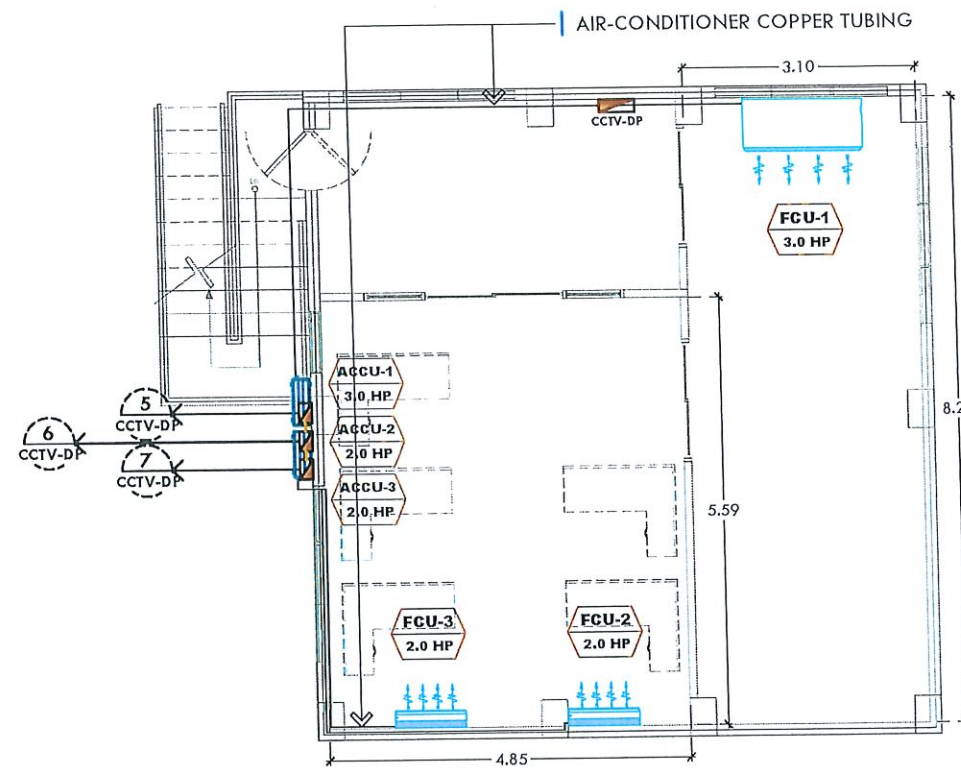 AIR-CONDITIONER COPPER TUBING
3.10
CCTV-DP
FCU-1
3.0 HP
ACCU-1
3.0 HP
5
CCTV-DP
ACCU-2
2.0 HP
6
CCTV-DP
7
CCTV-DP
ACCU-3
2.0 HP
8.2
5.59
FCU-3
2.0 HP
FCU-2
2.0 HP
4.85